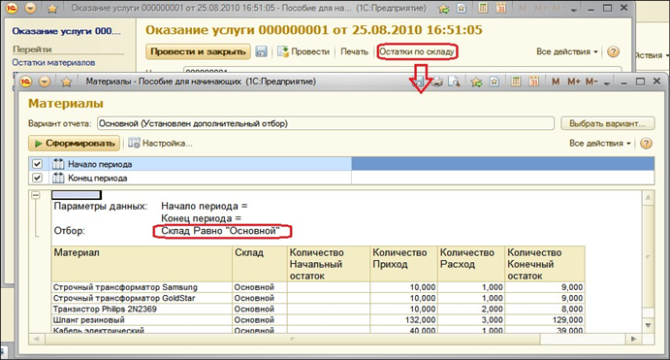 Оказание услуги 000000001 от 25.08.2010 16:51:05 - Пособие для на... (1С:Предприятие)
Оказание услуги 000...
Перейти
Остатки материалов
Оказание услуги 000000001 от 25.08.2010 16:51:05
Провести и закрыть Провести Печать Остатки по складу Все действия
Материалы - Пособие для начинающих (1С:Предприятие) M M+ M-
Материалы
Вариант отчета: Основной (Установлен дополнительный отбор) Выбрать вариант...
Сформировать Настройка... Все действия
Начало периода
Конец периода
Параметры данных: Начало периода =
Конец периода =
Отбор: Склад Равно "Основной"
Материал Склад Количество Начальный остаток Количество Приход Количество Расход Количество Конечный остаток
Строчный трансформатор Samsung Основной 10,000 1,000 9,000
Строчный трансформатор GoldStar Основной 10,000 1,000 9,000
Транзистор Philips 2N2369 Основной 10,000 2,000 8,000
Шланг резиновый Основной 132,000 3,000 129,000
Кабель электрический Основной 40,000 1,000 39,000